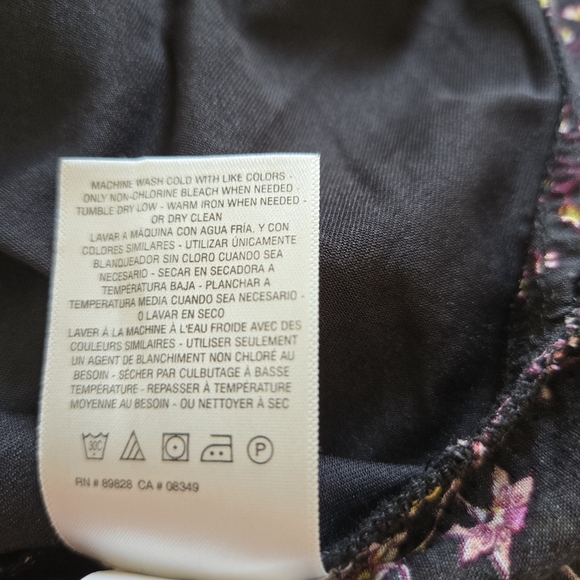 MACHINE WASH COLD WITH LIKE COLORS -
ONLY NON-CHLORINE BLEACH WHEN NEEDED -
TUMBLE DRY LOW - WARM IRON WHEN NEEDED -
OR DRY CLEAN
LAVAR A MÁQUINA CON AGUA FRÍA, Y CON
COLORES SIMILARES - UTILIZAR ÚNICAMENTE
BLANQUEADOR SIN CLORO CUANDO SEA
NECESARIO - SECAR EN SECADORA A
TEMPERATURA BAJA - PLANCHAR A
TEMPERATURA MEDIA CUANDO SEA NECESARIO -
O LAVAR EN SECO
LAVER À LA MACHINE À L'EAU FROIDE AVEC DES
COULEURS SIMILAIRES - UTILISER SEULEMENT
UN AGENT DE BLANCHIMENT NON CHLORÉ AU
BESOIN - SÉCHER PAR CULBUTAGE À BASSE
TEMPÉRATURE - REPASSER À TEMPÉRATURE
MOYENNE AU BESOIN - OU NETTOYER À SEC
30C P
RN # 89828 CA # 08349